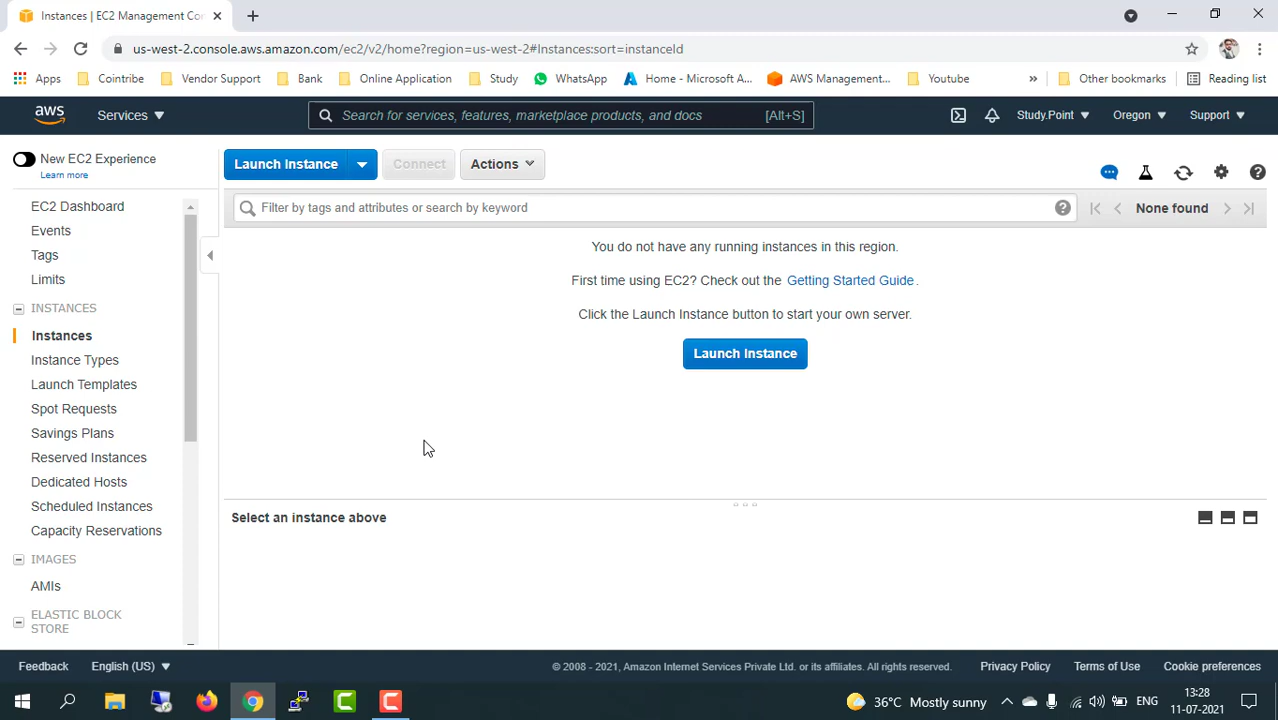 Instances | EC2 Management Con
us-west-2.console.aws.amazon.com/ec2/v2/home?region=us-west-2#Instances:sort=instanceId
Apps
Cointribe
Vendor Support
Bank
Online Application
Study
WhatsApp
Home - Microsoft A...
AWS Management...
Youtube
»
Other bookmarks
Reading list
aws
Services
Search for services, features, marketplace products, and docs
[Alt+S]
Study.Point
Oregon
Support
New EC2 Experience
Learn more
Launch Instance
Connect
Actions
EC2 Dashboard
Events
Tags
Limits
INSTANCES
Instances
Instance Types
Launch Templates
Spot Requests
Savings Plans
Reserved Instances
Dedicated Hosts
Scheduled Instances
Capacity Reservations
IMAGES
AMIs
ELASTIC BLOCK
STORE
Filter by tags and attributes or search by keyword
None found
You do not have any running instances in this region.
First time using EC2? Check out the Getting Started Guide.
Click the Launch Instance button to start your own server.
Launch Instance
Select an instance above
Feedback
English (US)
© 2008 - 2021, Amazon Internet Services Private Ltd. or its affiliates. All rights reserved.
Privacy Policy
Terms of Use
Cookie preferences
36°C Mostly sunny
ENG
13:28
11-07-2021